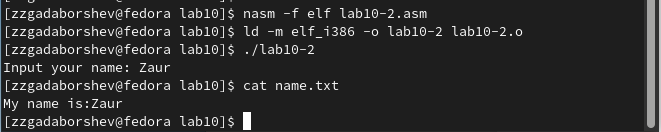 [zzgadaborshev@fedora lab10]$ nasm -f elf lab10-2.asm
[zzgadaborshev@fedora lab10]$ ld -m elf_i386 -o lab10-2 lab10-2.o
[zzgadaborshev@fedora lab10]$ ./lab10-2
Input your name: Zaur
[zzgadaborshev@fedora lab10]$ cat name.txt
My name is:Zaur
[zzgadaborshev@fedora lab10]$